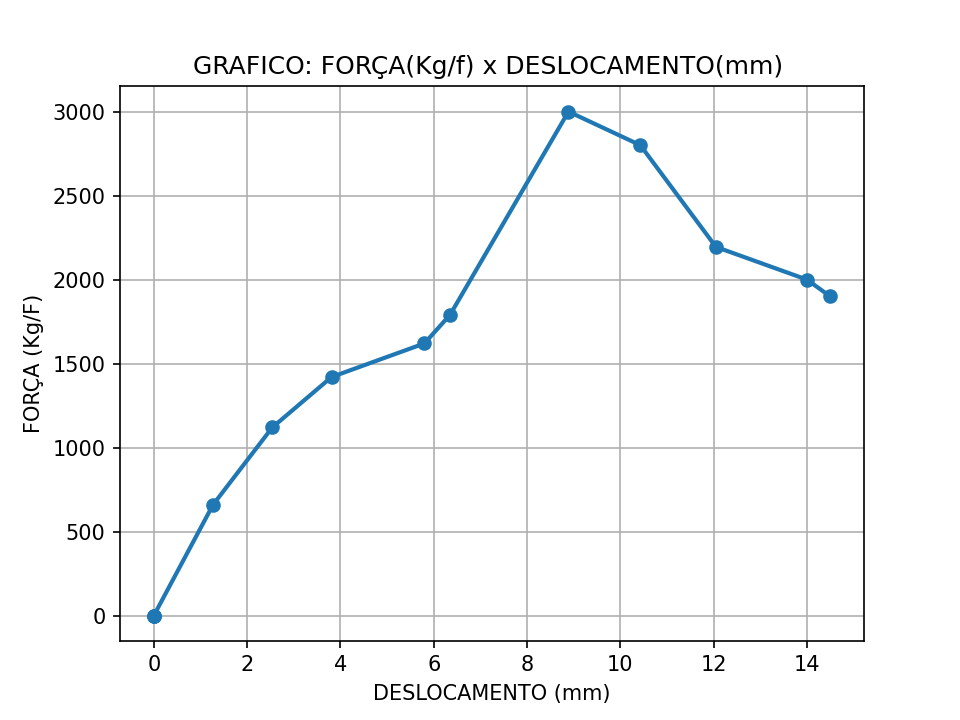 GRAFICO: FORÇA(Kg/f) x DESLOCAMENTO(mm)
3000
2500
2000
1500
1000
500
0
FORÇA (Kg/F)
0 2 4 6 8 10 12 14
DESLOCAMENTO (mm)